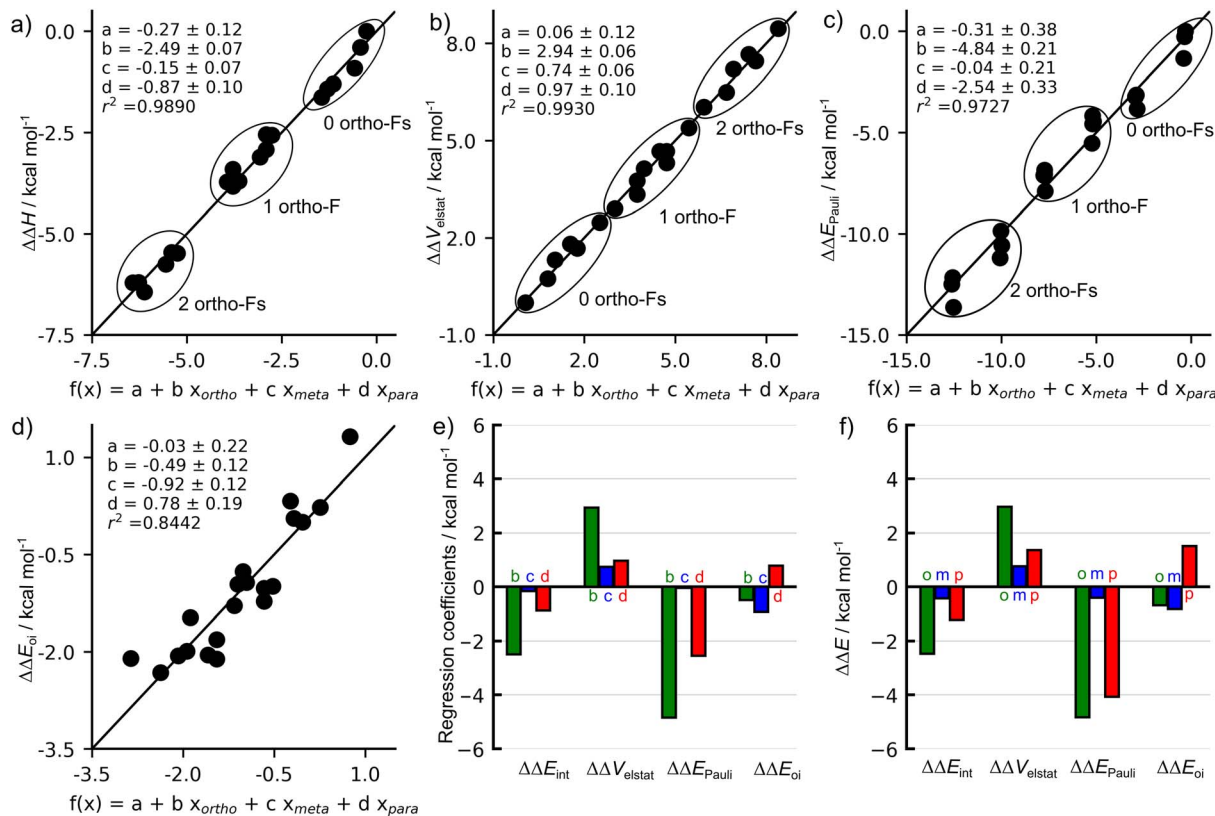 a)
0.0
-2.5
-5.0
-7.5
ΔΔH / kcal mol⁻¹
a = -0.27 ± 0.12
b = -2.49 ± 0.07
c = -0.15 ± 0.07
d = -0.87 ± 0.10
r² =0.9890
0 ortho-Fs
1 ortho-F
2 ortho-Fs
-7.5 -5.0 -2.5 0.0
f(x) = a + b x_ortho + c x_meta + d x_para
b)
8.0
5.0
2.0
-1.0
ΔΔV_elstat / kcal mol⁻¹
a = 0.06 ± 0.12
b = 2.94 ± 0.06
c = 0.74 ± 0.06
d = 0.97 ± 0.10
r² =0.9930
2 ortho-Fs
1 ortho-F
0 ortho-Fs
-1.0 2.0 5.0 8.0
f(x) = a + b x_ortho + c x_meta + d x_para
c)
0.0
-5.0
-10.0
-15.0
ΔΔE_Pauli / kcal mol⁻¹
a = -0.31 ± 0.38
b = -4.84 ± 0.21
c = -0.04 ± 0.21
d = -2.54 ± 0.33
r² =0.9727
0 ortho-Fs
1 ortho-F
2 ortho-Fs
-15.0 -10.0 -5.0 0.0
f(x) = a + b x_ortho + c x_meta + d x_para
d)
1.0
-0.5
-2.0
-3.5
ΔΔE_oi / kcal mol⁻¹
a = -0.03 ± 0.22
b = -0.49 ± 0.12
c = -0.92 ± 0.12
d = 0.78 ± 0.19
r² =0.8442
-3.5 -2.0 -0.5 1.0
f(x) = a + b x_ortho + c x_meta + d x_para
e)
6
4
2
0
−2
−4
−6
Regression coefficients / kcal mol⁻¹
b c d
b c d
b c d
b c
d
ΔΔE_int ΔΔV_elstat ΔΔE_Pauli ΔΔE_oi
f)
6
4
2
0
−2
−4
−6
ΔΔE / kcal mol⁻¹
o m p
o m p
o m p
o m
p
ΔΔE_int ΔΔV_elstat ΔΔE_Pauli ΔΔE_oi